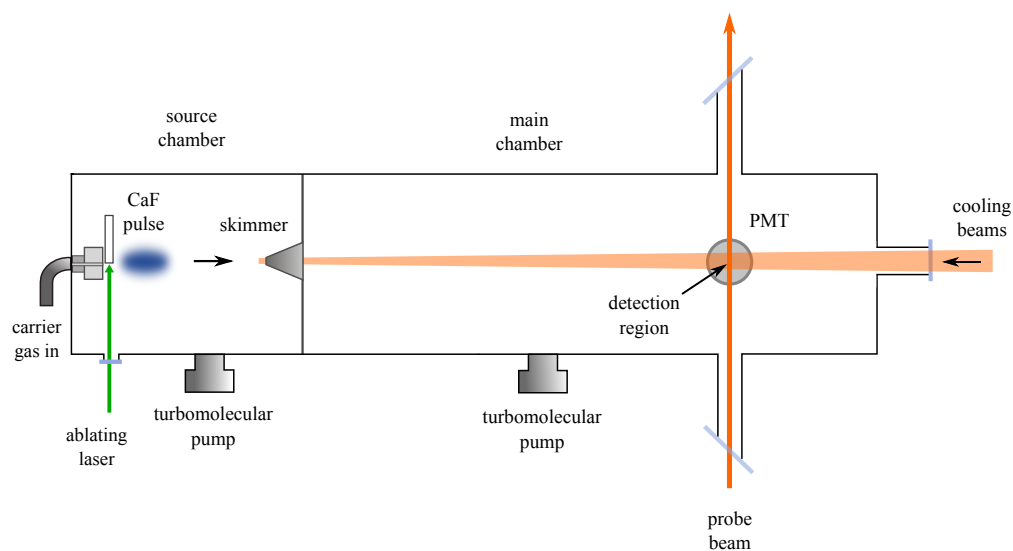 source
chamber
main
chamber
CaF
pulse
skimmer
PMT
cooling
beams
detection
region
carrier
gas in
turbomolecular
pump
turbomolecular
pump
ablating
laser
probe
beam